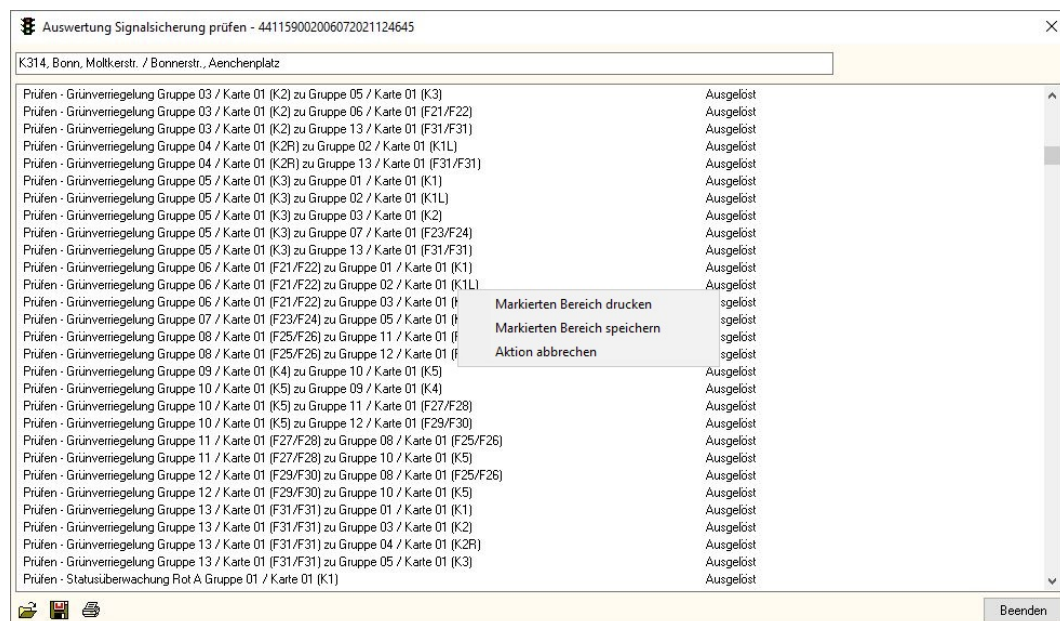 Auswertung Signalsicherung prüfen - 441159002006072021124645
K314, Bonn, Moltkerstr. / Bonnerstr., Aenchenplatz
Prüfen - Grünverriegelung Gruppe 03 / Karte 01 (K2) zu Gruppe 05 / Karte 01 (K3) Ausgelöst
Prüfen - Grünverriegelung Gruppe 03 / Karte 01 (K2) zu Gruppe 06 / Karte 01 (F21/F22) Ausgelöst
Prüfen - Grünverriegelung Gruppe 03 / Karte 01 (K2) zu Gruppe 13 / Karte 01 (F31/F31) Ausgelöst
Prüfen - Grünverriegelung Gruppe 04 / Karte 01 (K2R) zu Gruppe 02 / Karte 01 (K1L) Ausgelöst
Prüfen - Grünverriegelung Gruppe 04 / Karte 01 (K2R) zu Gruppe 13 / Karte 01 (F31/F31) Ausgelöst
Prüfen - Grünverriegelung Gruppe 05 / Karte 01 (K3) zu Gruppe 01 / Karte 01 (K1) Ausgelöst
Prüfen - Grünverriegelung Gruppe 05 / Karte 01 (K3) zu Gruppe 02 / Karte 01 (K1L) Ausgelöst
Prüfen - Grünverriegelung Gruppe 05 / Karte 01 (K3) zu Gruppe 03 / Karte 01 (K2) Ausgelöst
Prüfen - Grünverriegelung Gruppe 05 / Karte 01 (K3) zu Gruppe 07 / Karte 01 (F23/F24) Ausgelöst
Prüfen - Grünverriegelung Gruppe 05 / Karte 01 (K3) zu Gruppe 13 / Karte 01 (F31/F31) Ausgelöst
Prüfen - Grünverriegelung Gruppe 06 / Karte 01 (F21/F22) zu Gruppe 01 / Karte 01 (K1) Ausgelöst
Prüfen - Grünverriegelung Gruppe 06 / Karte 01 (F21/F22) zu Gruppe 02 / Karte 01 (K1L) Ausgelöst
Prüfen - Grünverriegelung Gruppe 06 / Karte 01 (F21/F22) zu Gruppe 03 / Karte 01 sgelöst
Markierten Bereich drucken
Prüfen - Grünverriegelung Gruppe 07 / Karte 01 (F23/F24) zu Gruppe 05 / Karte 01 sgelöst
Markierten Bereich speichern
Prüfen - Grünverriegelung Gruppe 08 / Karte 01 (F25/F26) zu Gruppe 11 / Karte 01 sgelöst
Prüfen - Grünverriegelung Gruppe 08 / Karte 01 (F25/F26) zu Gruppe 12 / Karte 01 sgelöst
Aktion abbrechen
Prüfen - Grünverriegelung Gruppe 09 / Karte 01 (K4) zu Gruppe 10 / Karte 01 (K5) Ausgelöst
Prüfen - Grünverriegelung Gruppe 10 / Karte 01 (K5) zu Gruppe 09 / Karte 01 (K4) Ausgelöst
Prüfen - Grünverriegelung Gruppe 10 / Karte 01 (K5) zu Gruppe 11 / Karte 01 (F27/F28) Ausgelöst
Prüfen - Grünverriegelung Gruppe 10 / Karte 01 (K5) zu Gruppe 12 / Karte 01 (F29/F30) Ausgelöst
Prüfen - Grünverriegelung Gruppe 11 / Karte 01 (F27/F28) zu Gruppe 08 / Karte 01 (F25/F26) Ausgelöst
Prüfen - Grünverriegelung Gruppe 11 / Karte 01 (F27/F28) zu Gruppe 10 / Karte 01 (K5) Ausgelöst
Prüfen - Grünverriegelung Gruppe 12 / Karte 01 (F29/F30) zu Gruppe 08 / Karte 01 (F25/F26) Ausgelöst
Prüfen - Grünverriegelung Gruppe 12 / Karte 01 (F29/F30) zu Gruppe 10 / Karte 01 (K5) Ausgelöst
Prüfen - Grünverriegelung Gruppe 13 / Karte 01 (F31/F31) zu Gruppe 01 / Karte 01 (K1) Ausgelöst
Prüfen - Grünverriegelung Gruppe 13 / Karte 01 (F31/F31) zu Gruppe 03 / Karte 01 (K2) Ausgelöst
Prüfen - Grünverriegelung Gruppe 13 / Karte 01 (F31/F31) zu Gruppe 04 / Karte 01 (K2R) Ausgelöst
Prüfen - Grünverriegelung Gruppe 13 / Karte 01 (F31/F31) zu Gruppe 05 / Karte 01 (K3) Ausgelöst
Prüfen - Statusüberwachung Rot A Gruppe 01 / Karte 01 (K1) Ausgelöst
Beenden